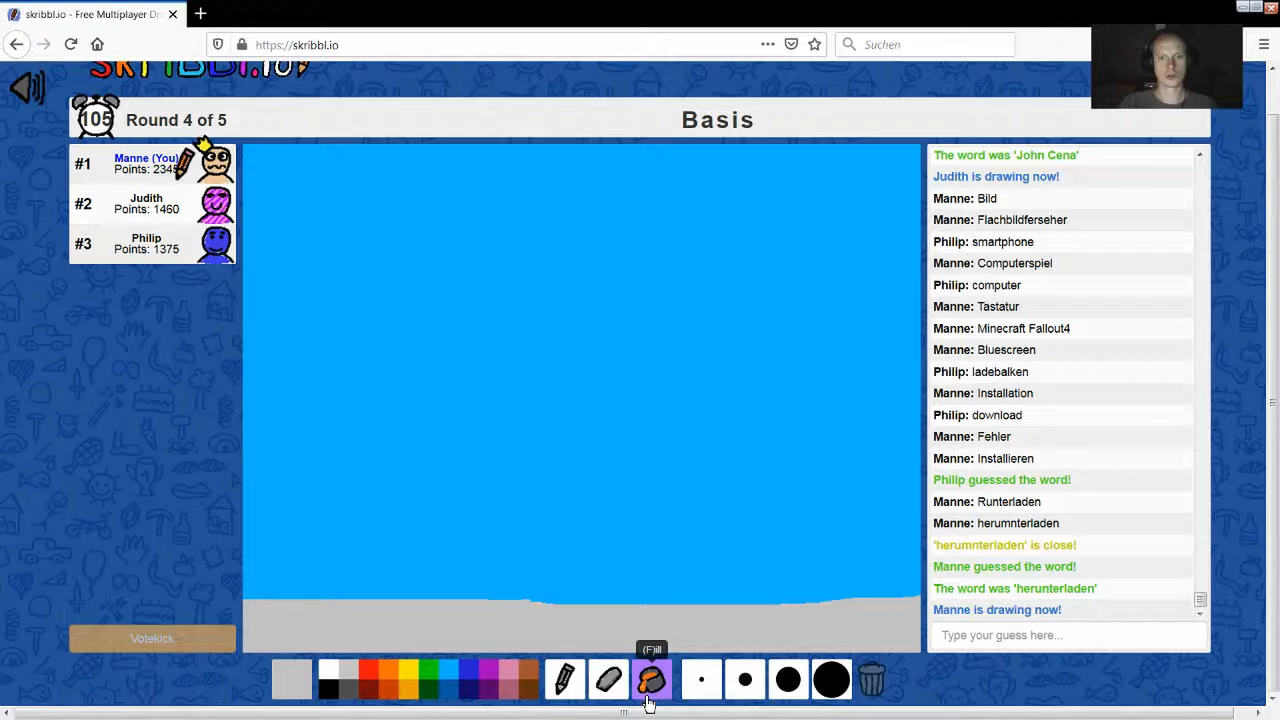 skribbl.io - Free Multiplayer Dr
https://skribbl.io
Suchen
SKRIBBL.IO
105
Round 4 of 5
Basis
#1
Manne (You)
Points: 2345
#2
Judith
Points: 1460
#3
Philip
Points: 1375
Votekick
The word was 'John Cena'
Judith is drawing now!
Manne: Bild
Manne: Flachbildferseher
Philip: smartphone
Manne: Computerspiel
Philip: computer
Manne: Tastatur
Manne: Minecraft Fallout4
Manne: Bluescreen
Philip: ladebalken
Manne: Installation
Philip: download
Manne: Fehler
Manne: Installieren
Philip guessed the word!
Manne: Runterladen
Manne: herumnterladen
'herumnterladen' is close!
Manne guessed the word!
The word was 'herunterladen'
Manne is drawing now!
Type your guess here...
(F)ill